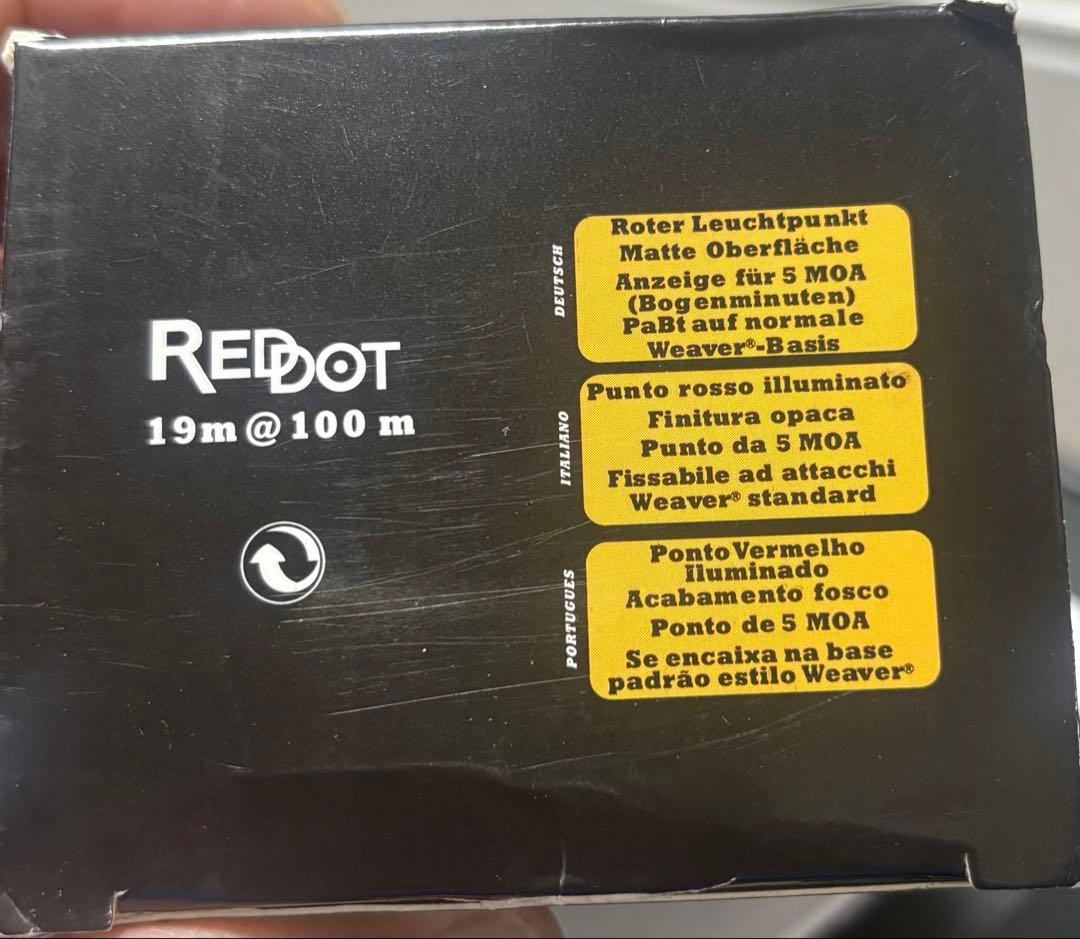 REDDOT
19m @ 100 m
DEUTSCH
Roter Leuchtpunkt
Matte Oberfläche
Anzeige für 5 MOA
(Bogenminuten)
PaBt auf normale
Weaver®-Basis
ITALIANO
Punto rosso illuminato
Finitura opaca
Punto da 5 MOA
Fissabile ad attacchi
Weaver® standard
PORTUGUES
Ponto Vermelho
Iluminado
Acabamento fosco
Ponto de 5 MOA
Se encaixa na base
padrão estilo Weaver®